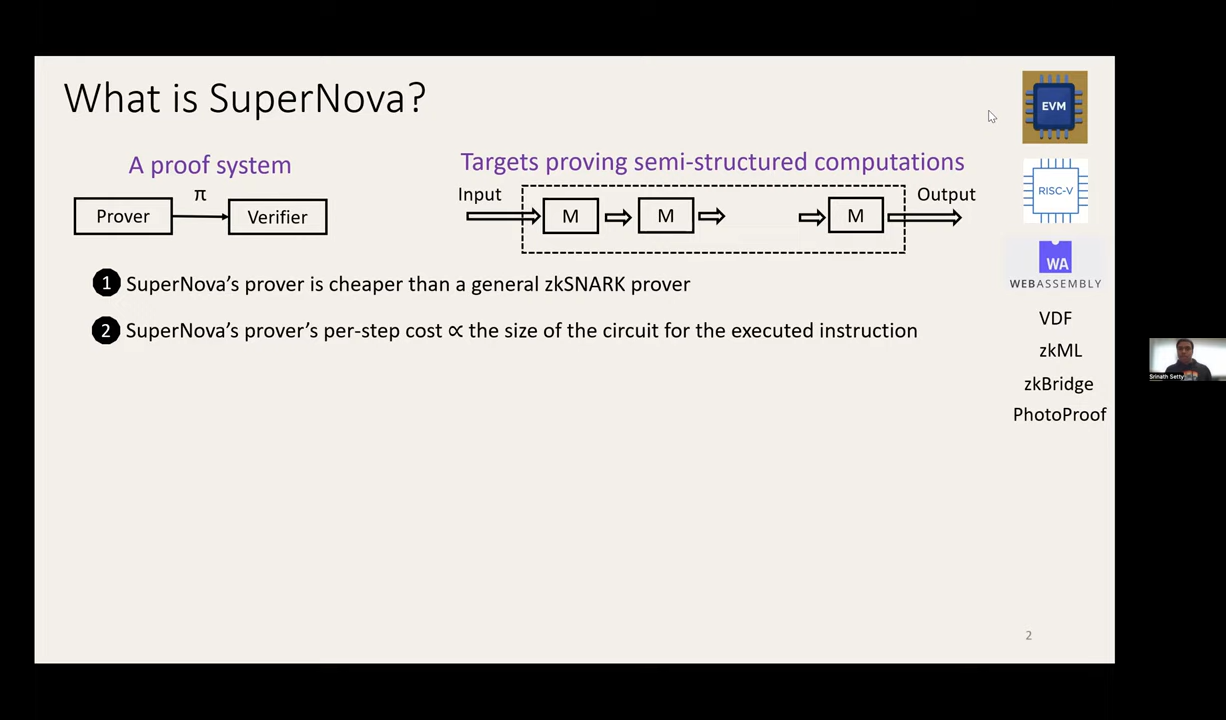 What is SuperNova?
A proof system
π
Prover
Verifier
Targets proving semi-structured computations
Input
M
M
M
Output
1 SuperNova’s prover is cheaper than a general zkSNARK prover
2 SuperNova’s prover’s per-step cost ∝ the size of the circuit for the executed instruction
EVM
RISC-V
WA
WEBASSEMBLY
VDF
zkML
zkBridge
PhotoProof
Srinath Setty
2